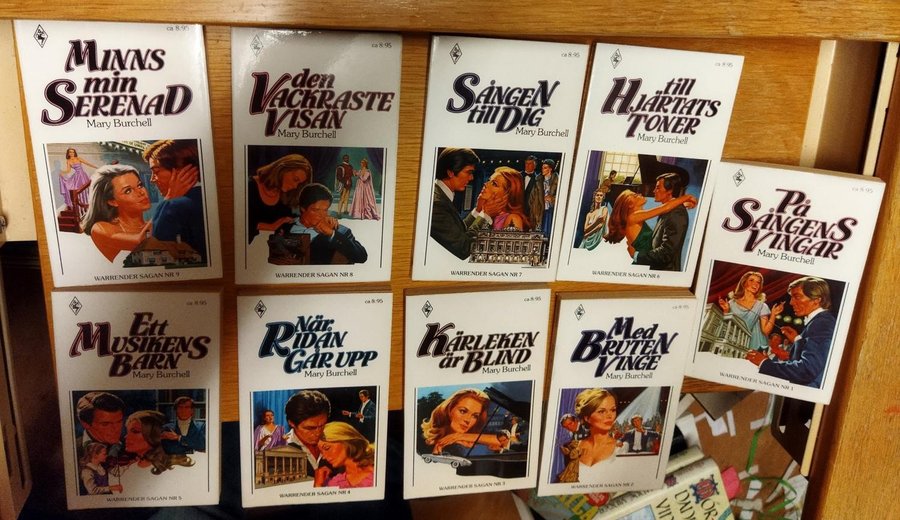 ca 8:95
MINNS
min
SERENAD
Mary Burchell
WARRENDER SAGAN NR 9
ca 8:95
den
VACKRASTE
VISAN
Mary Burchell
WARRENDER SAGAN NR 8
ca 8:95
SÅNGEN
till DIG
Mary Burchell
WARRENDER SAGAN NR 7
ca 8:95
till
HJÄRTATS
TONER
Mary Burchell
WARRENDER SAGAN NR 6
ca 8:95
På
SÅNGENS
VINGAR
Mary Burchell
WARRENDER SAGAN NR 1
ca 8:95
Ett
MUSIKENS
BARN
Mary Burchell
WARRENDER SAGAN NR 5
ca 8:95
När
RIDÅN
GÅR UPP
Mary Burchell
WARRENDER SAGAN NR 4
ca 8:95
KÄRLEKEN
är BLIND
Mary Burchell
WARRENDER SAGAN NR 3
ca 8:95
Med
BRUTEN
VINGE
Mary Burchell
WARRENDER SAGAN NR 2